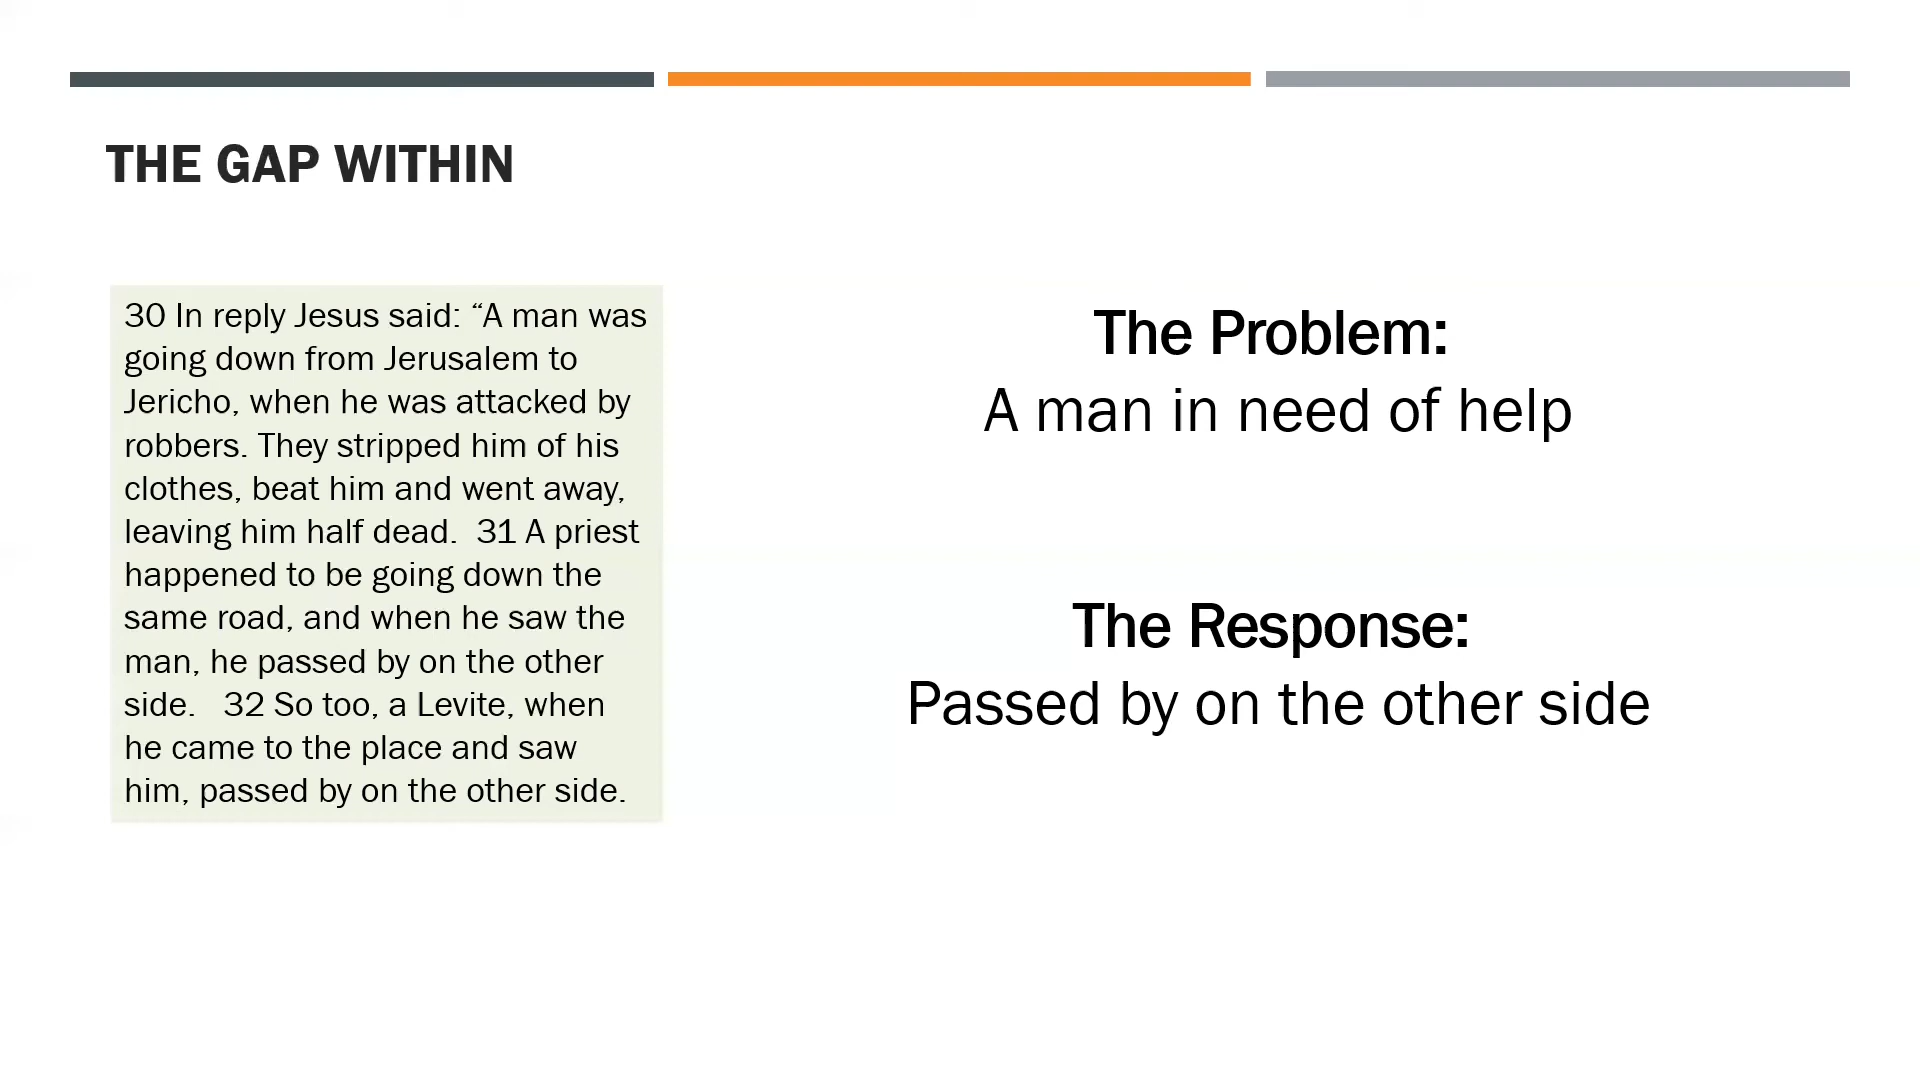 THE GAP WITHIN
30 In reply Jesus said: “A man was
going down from Jerusalem to
Jericho, when he was attacked by
robbers. They stripped him of his
clothes, beat him and went away,
leaving him half dead.  31 A priest
happened to be going down the
same road, and when he saw the
man, he passed by on the other
side.   32 So too, a Levite, when
he came to the place and saw
him, passed by on the other side.
The Problem:
A man in need of help
The Response:
Passed by on the other side